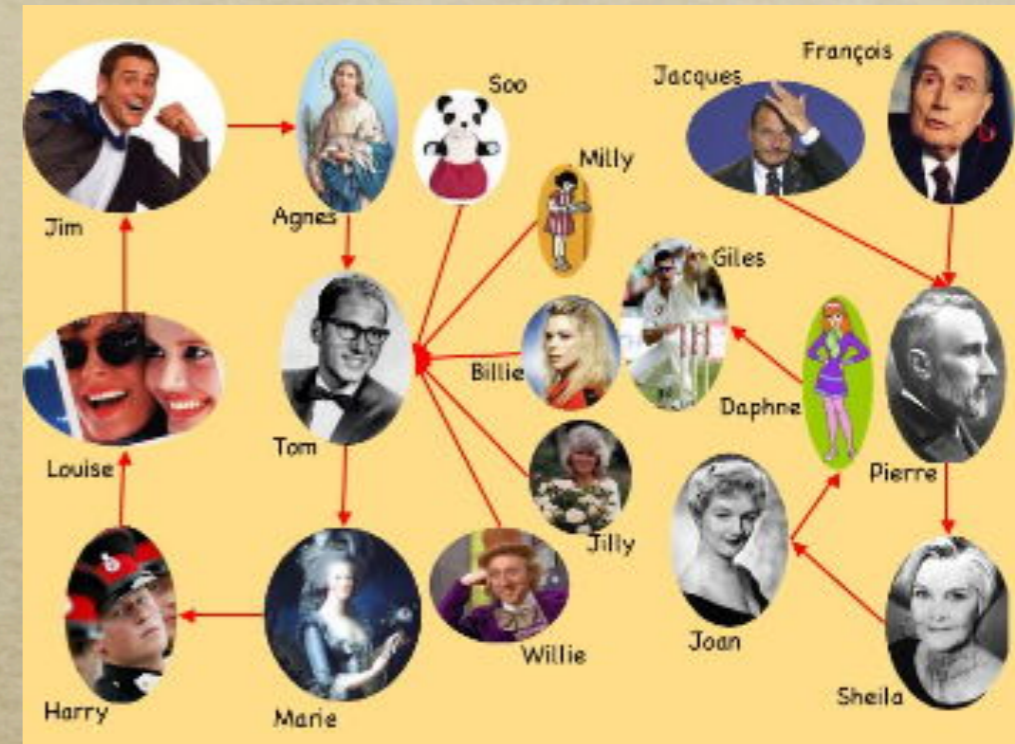 François
Jacques
Soo
Milly
Jim
Agnes
Giles
Billie
Daphne
Louise
Tom
Pierre
Jilly
Willie
Joan
Sheila
Harry
Marie